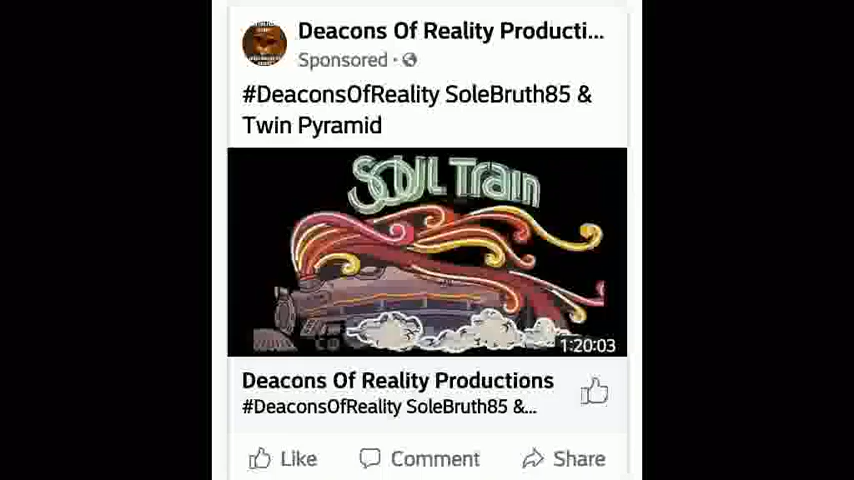 Deacons Of Reality Producti...
Sponsored ·
#DeaconsOfReality SoleBruth85 &
Twin Pyramid
SOUL Train
1:20:03
Deacons Of Reality Productions
#DeaconsOfReality SoleBruth85 &...
Like Comment Share